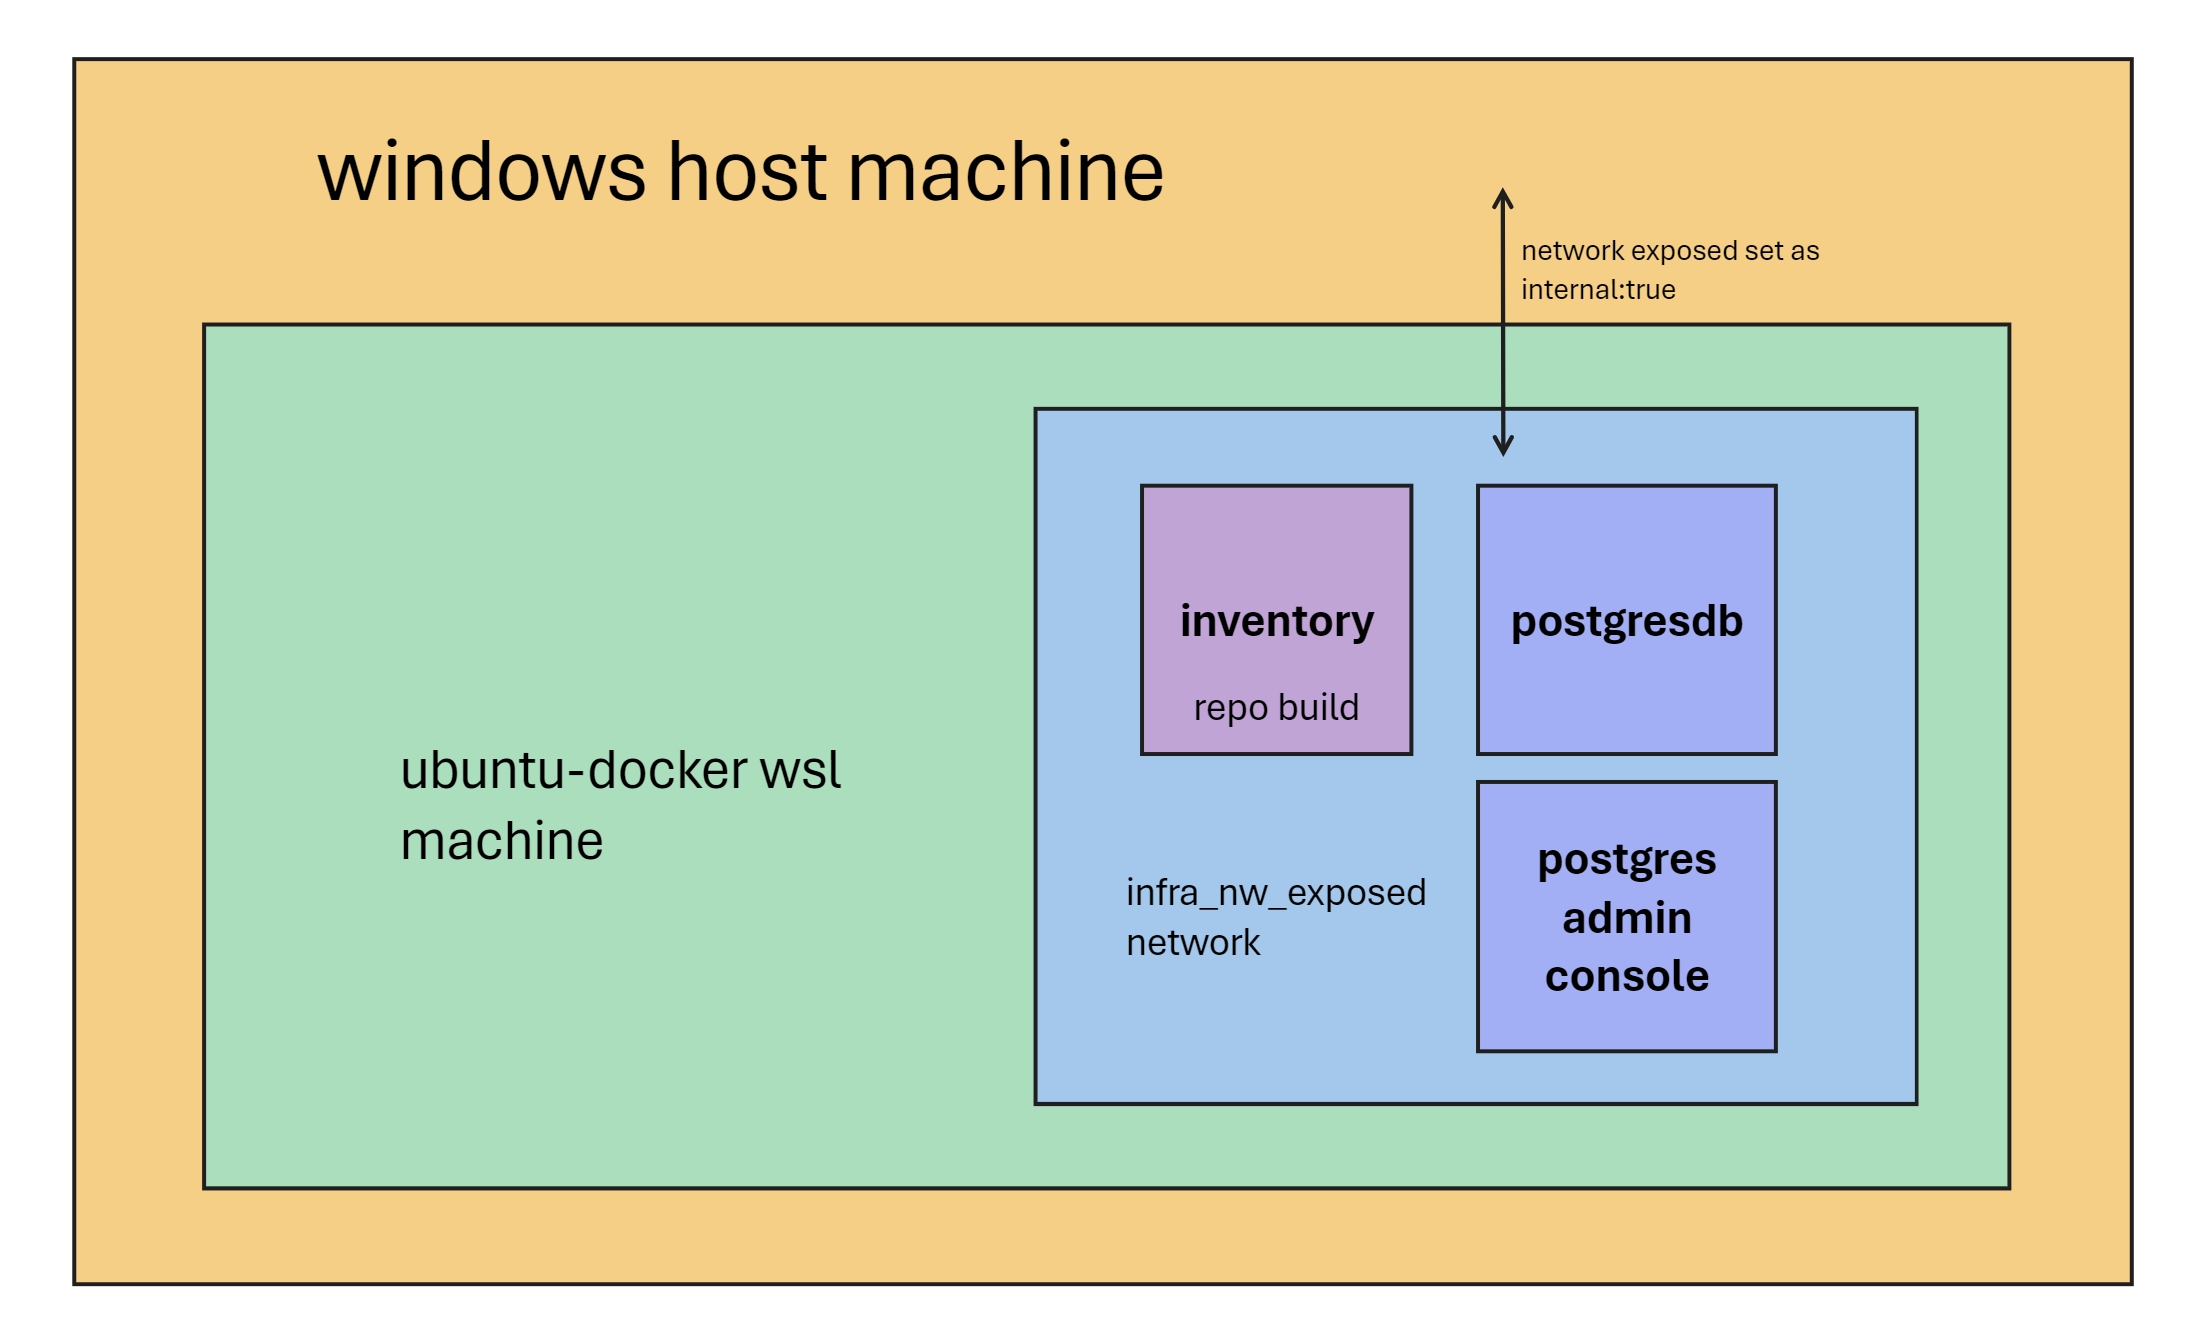 windows host machine
network exposed set as
internal:true
inventory
repo build
postgresdb
ubuntu-docker wsl
machine
infra_nw_exposed
network
postgres
admin
console